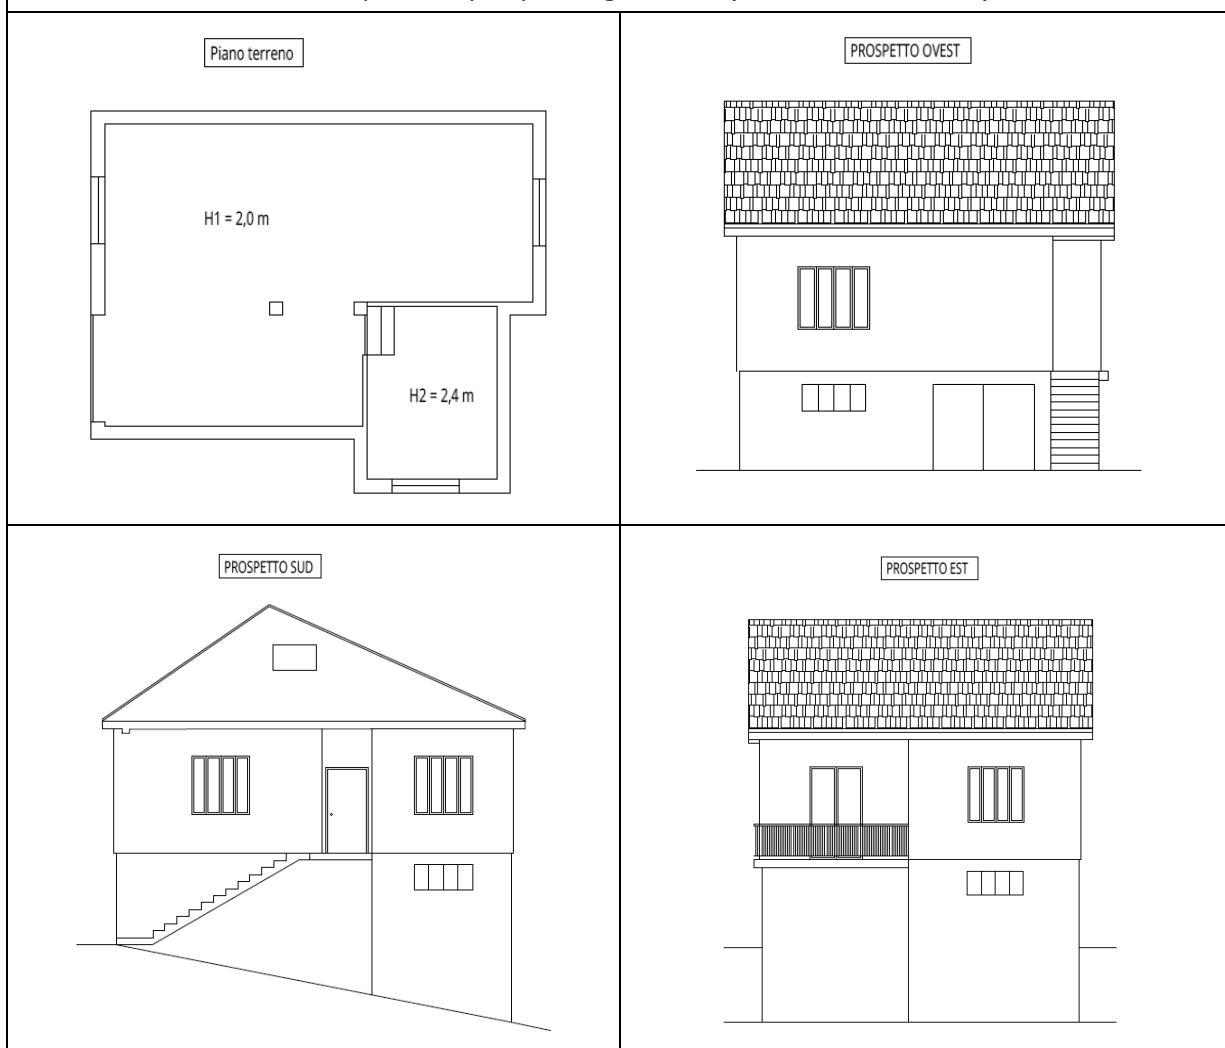 Piano terreno
PROSPETTO OVEST
H1 = 2,0 m
H2 = 2,4 m
PROSPETTO SUD
PROSPETTO EST